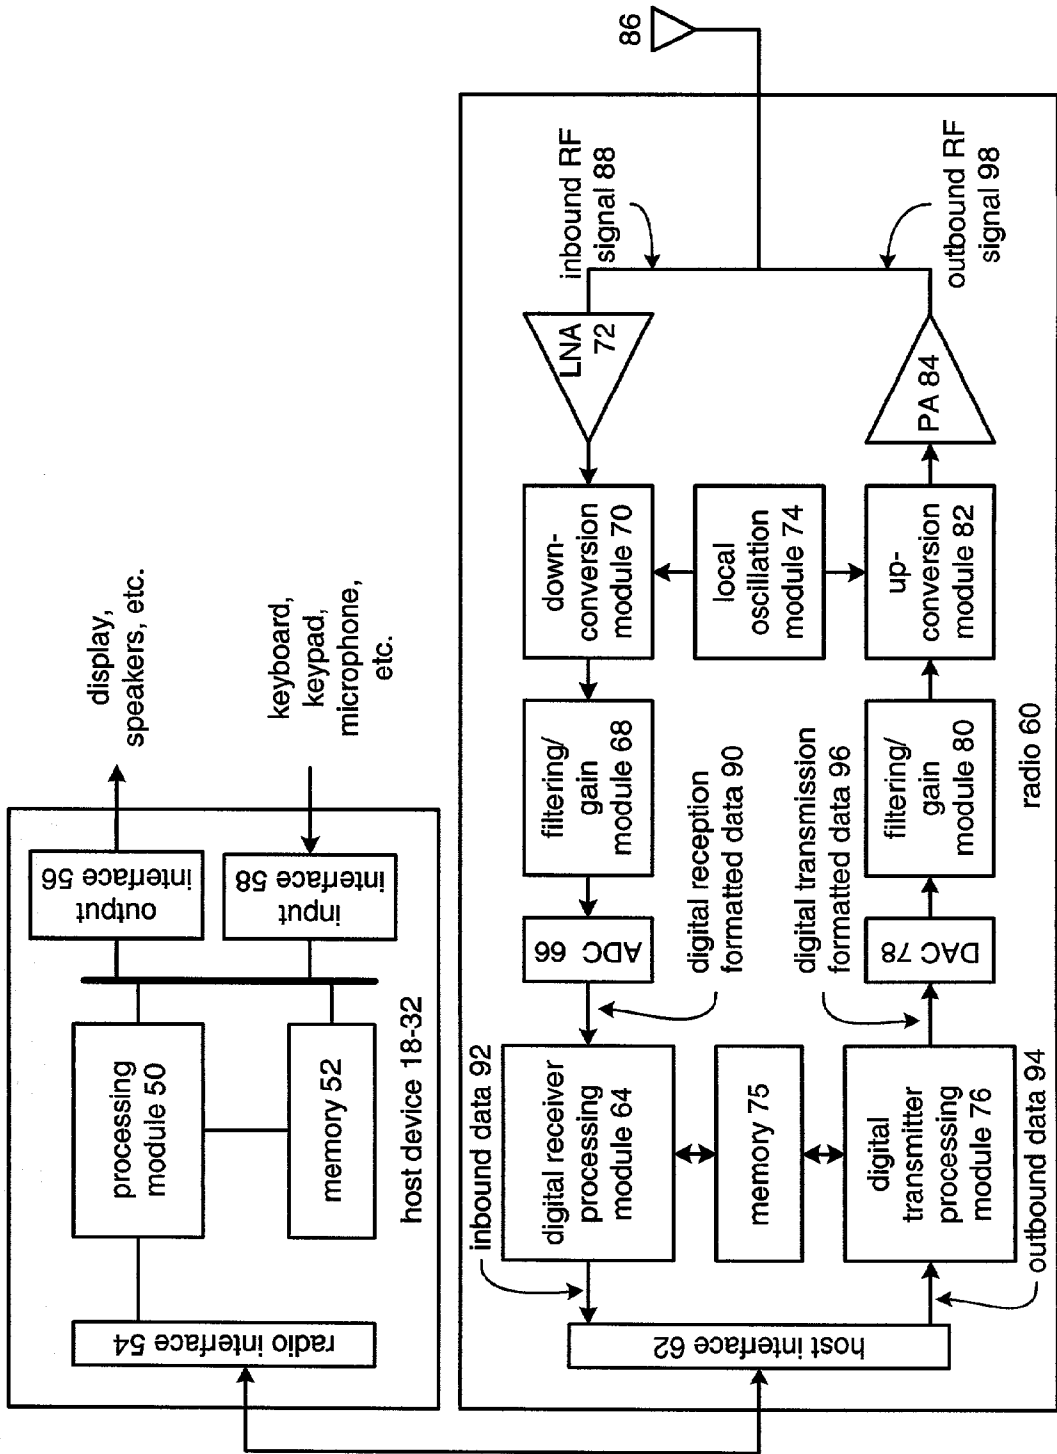 radio interface 54
processing
module 50
memory 52
output
interface 56
input
interface 58
display,
speakers, etc.
keyboard,
keypad,
microphone,
etc.
host device 18-32
host interface 62
inbound data 92
digital receiver
processing
module 64
ADC 66
filtering/
gain
module 68
down-
conversion
module 70
LNA
72
inbound RF
signal 88
86
digital reception
formatted data 90
memory 75
local
oscillation
module 74
digital transmission
formatted data 96
digital
transmitter
processing
module 76
outbound data 94
DAC 78
filtering/
gain
module 80
up-
conversion
module 82
PA 84
outbound RF
signal 98
radio 60